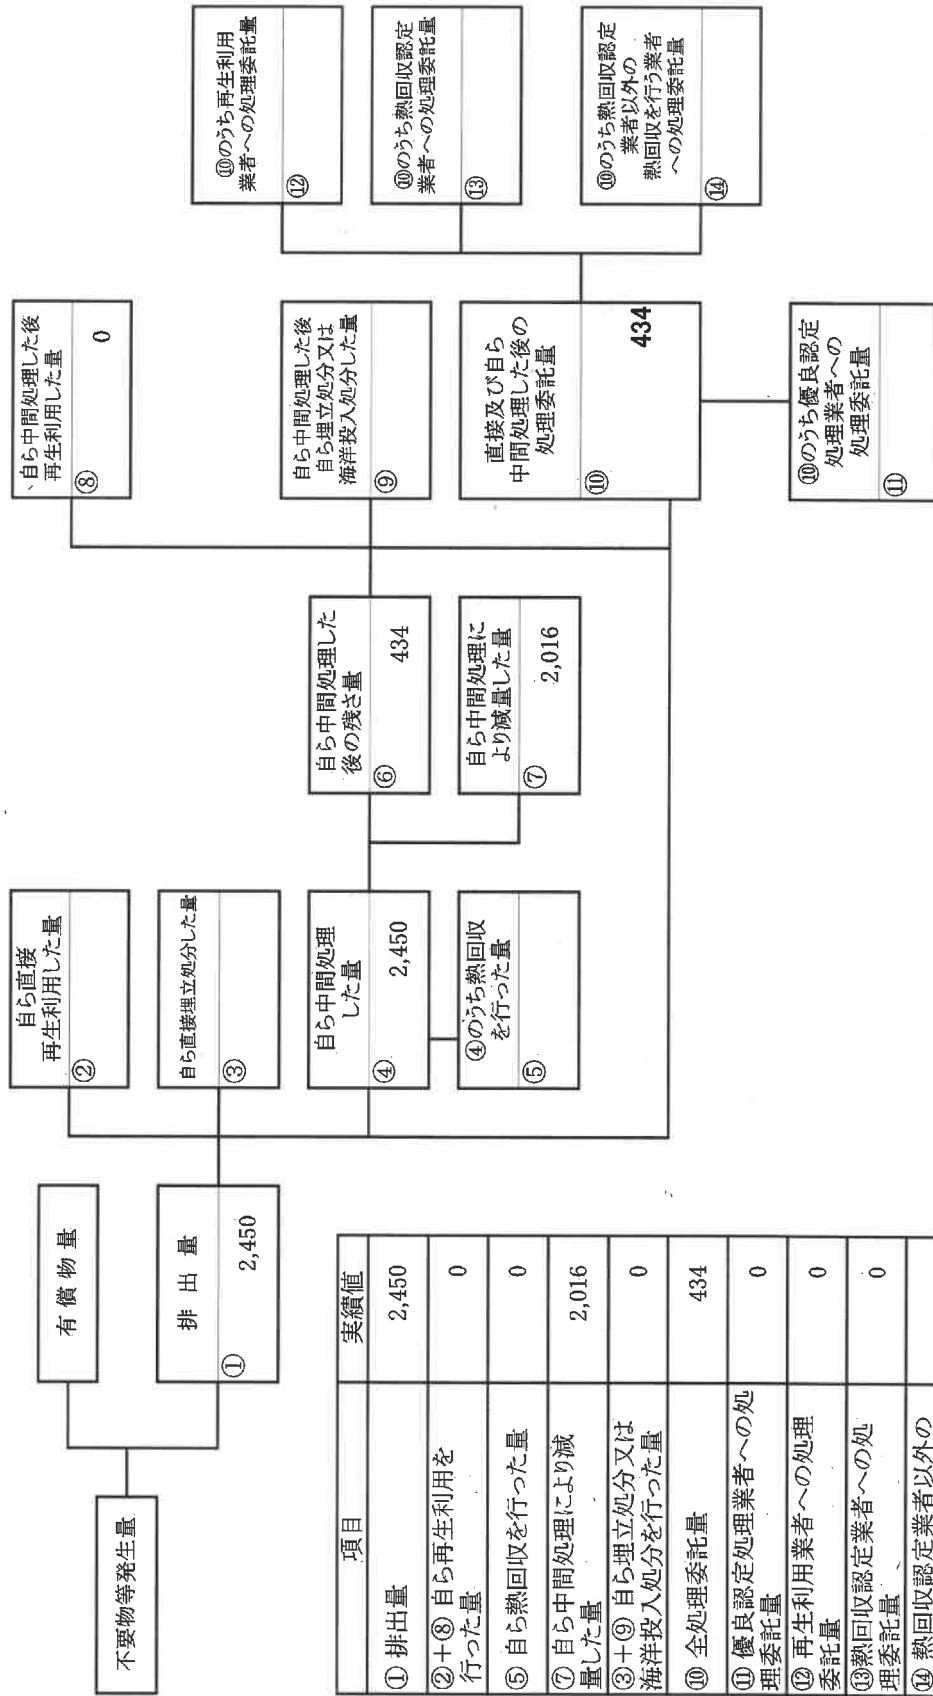 不要物等発生量
有償物量
排出量
①
2,450
自ら直接
再生利用した量
②
自ら直接埋立処分した量
③
自ら中間処理
した量
④
2,450
④のうち熱回収
を行った量
⑤
自ら中間処理した
後の残さ量
⑥
434
自ら中間処理に
より減量した量
⑦
2,016
自ら中間処理した後
再生利用した量
⑧
0
自ら中間処理した後
自ら埋立処分又は
海洋投入処分した量
⑨
直接及び自ら
中間処理した後の
処理委託量
⑩
434
⑩のうち優良認定
処理業者への
処理委託量
⑪
⑩のうち再生利用
業者への処理委託量
⑫
⑩のうち熱回収認定
業者への処理委託量
⑬
⑩のうち熱回収認定
業者以外の
熱回収を行う業者
への処理委託量
⑭
項目
実績値
① 排出量
2,450
②+⑧ 自ら再生利用を
行った量
0
⑤ 自ら熱回収を行った量
0
⑦ 自ら中間処理により減
量した量
2,016
③+⑨ 自ら埋立処分又は
海洋投入処分を行った量
0
⑩ 全処理委託量
434
⑪ 優良認定処理業者への処
理委託量
0
⑫ 再生利用業者への処理
委託量
0
⑬熱回収認定業者への処
理委託量
0
⑭ 熱回収認定業者以外の